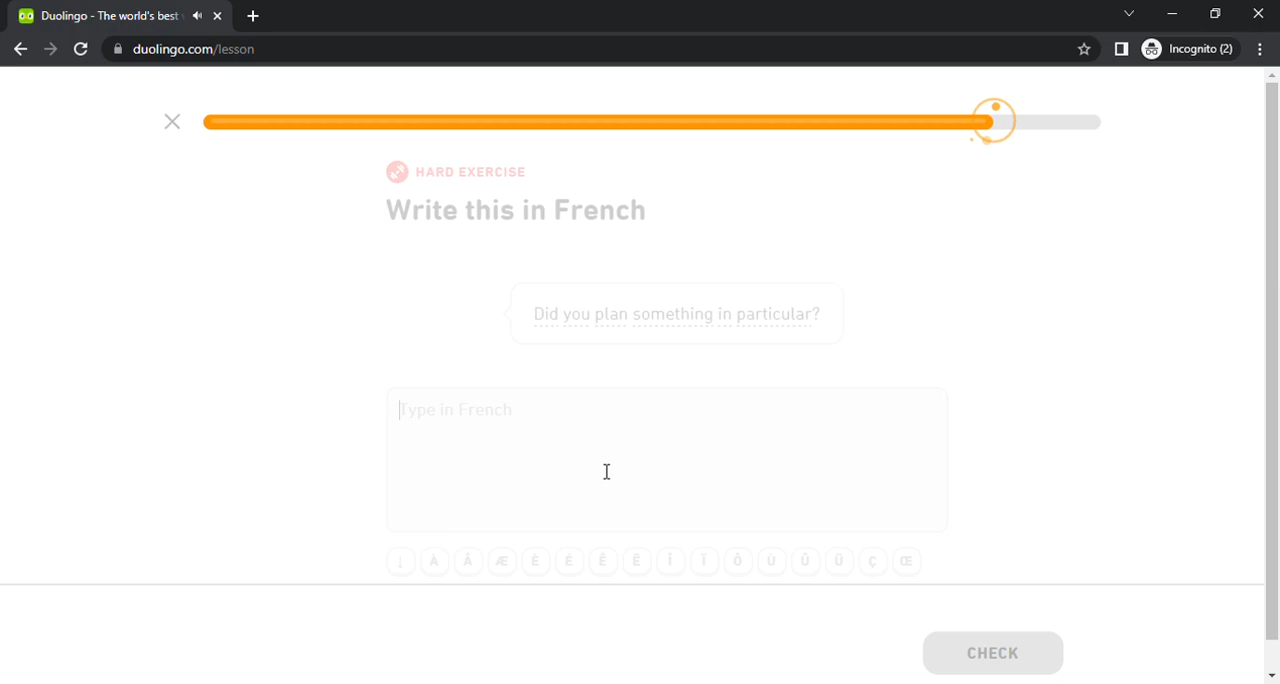 Duolingo - The world's best
duolingo.com/lesson
Incognito (2)
HARD EXERCISE
Write this in French
Did you plan something in particular?
Type in French
À Â Æ È É Ê Ë Î Ï Ô Ù Û Ü Ç Œ
CHECK